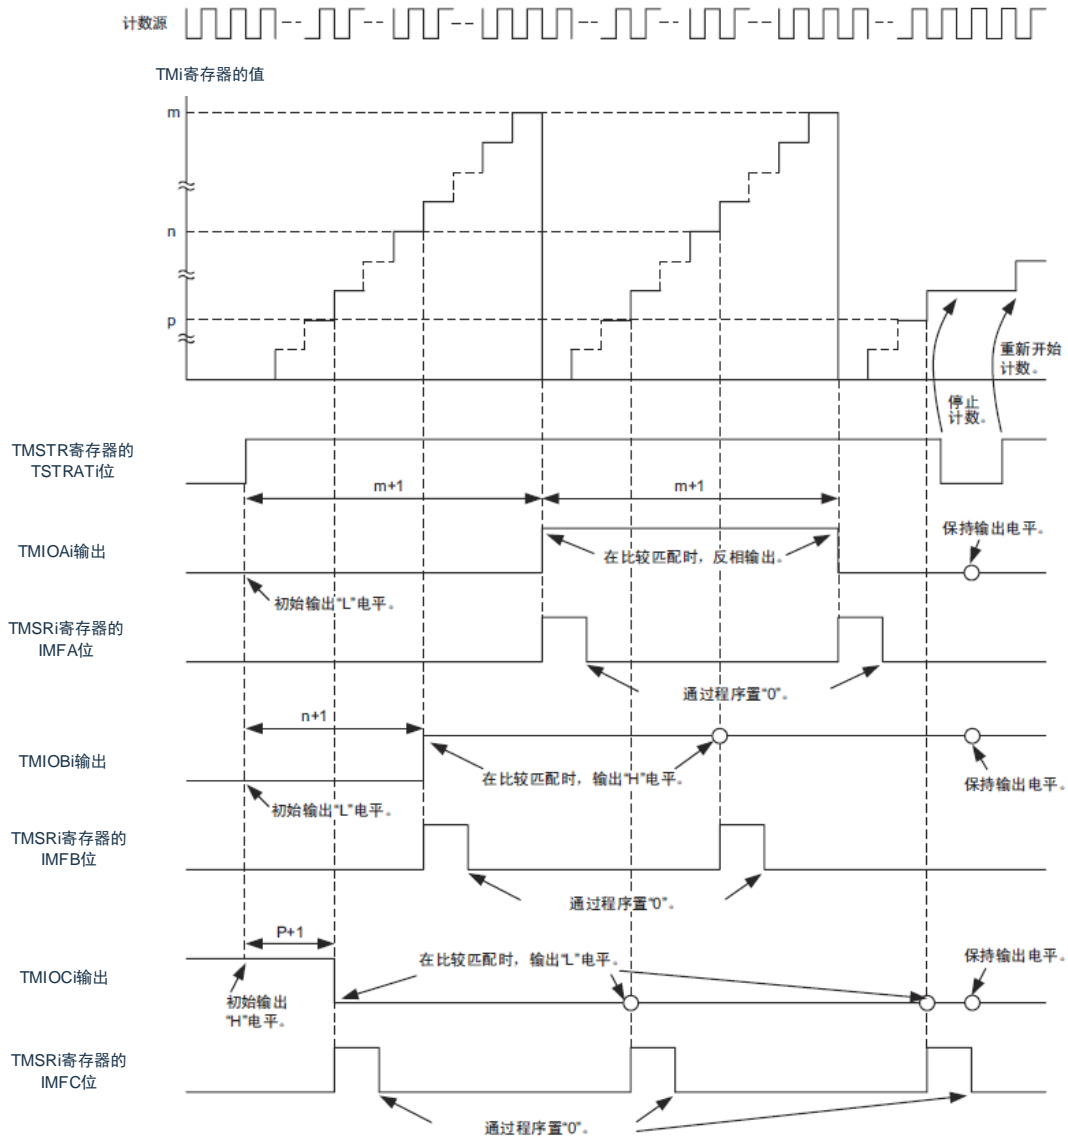 计数源
TMi寄存器的值
m
n
p
重新开始
计数。
停止
计数。
TMSTR寄存器的
TSTRATi位
m+1
m+1
TMIOAi输出
在比较匹配时，反相输出。
保持输出电平。
初始输出“L”电平。
TMSRi寄存器的
IMFA位
通过程序置“0”。
n+1
TMIOBi输出
在比较匹配时，输出“H”电平。
保持输出电平。
初始输出“L”电平。
TMSRi寄存器的
IMFB位
通过程序置“0”。
P+1
TMIOCi输出
在比较匹配时，输出“L”电平。
保持输出电平。
初始输出
“H”电平。
TMSRi寄存器的
IMFC位
通过程序置“0”。